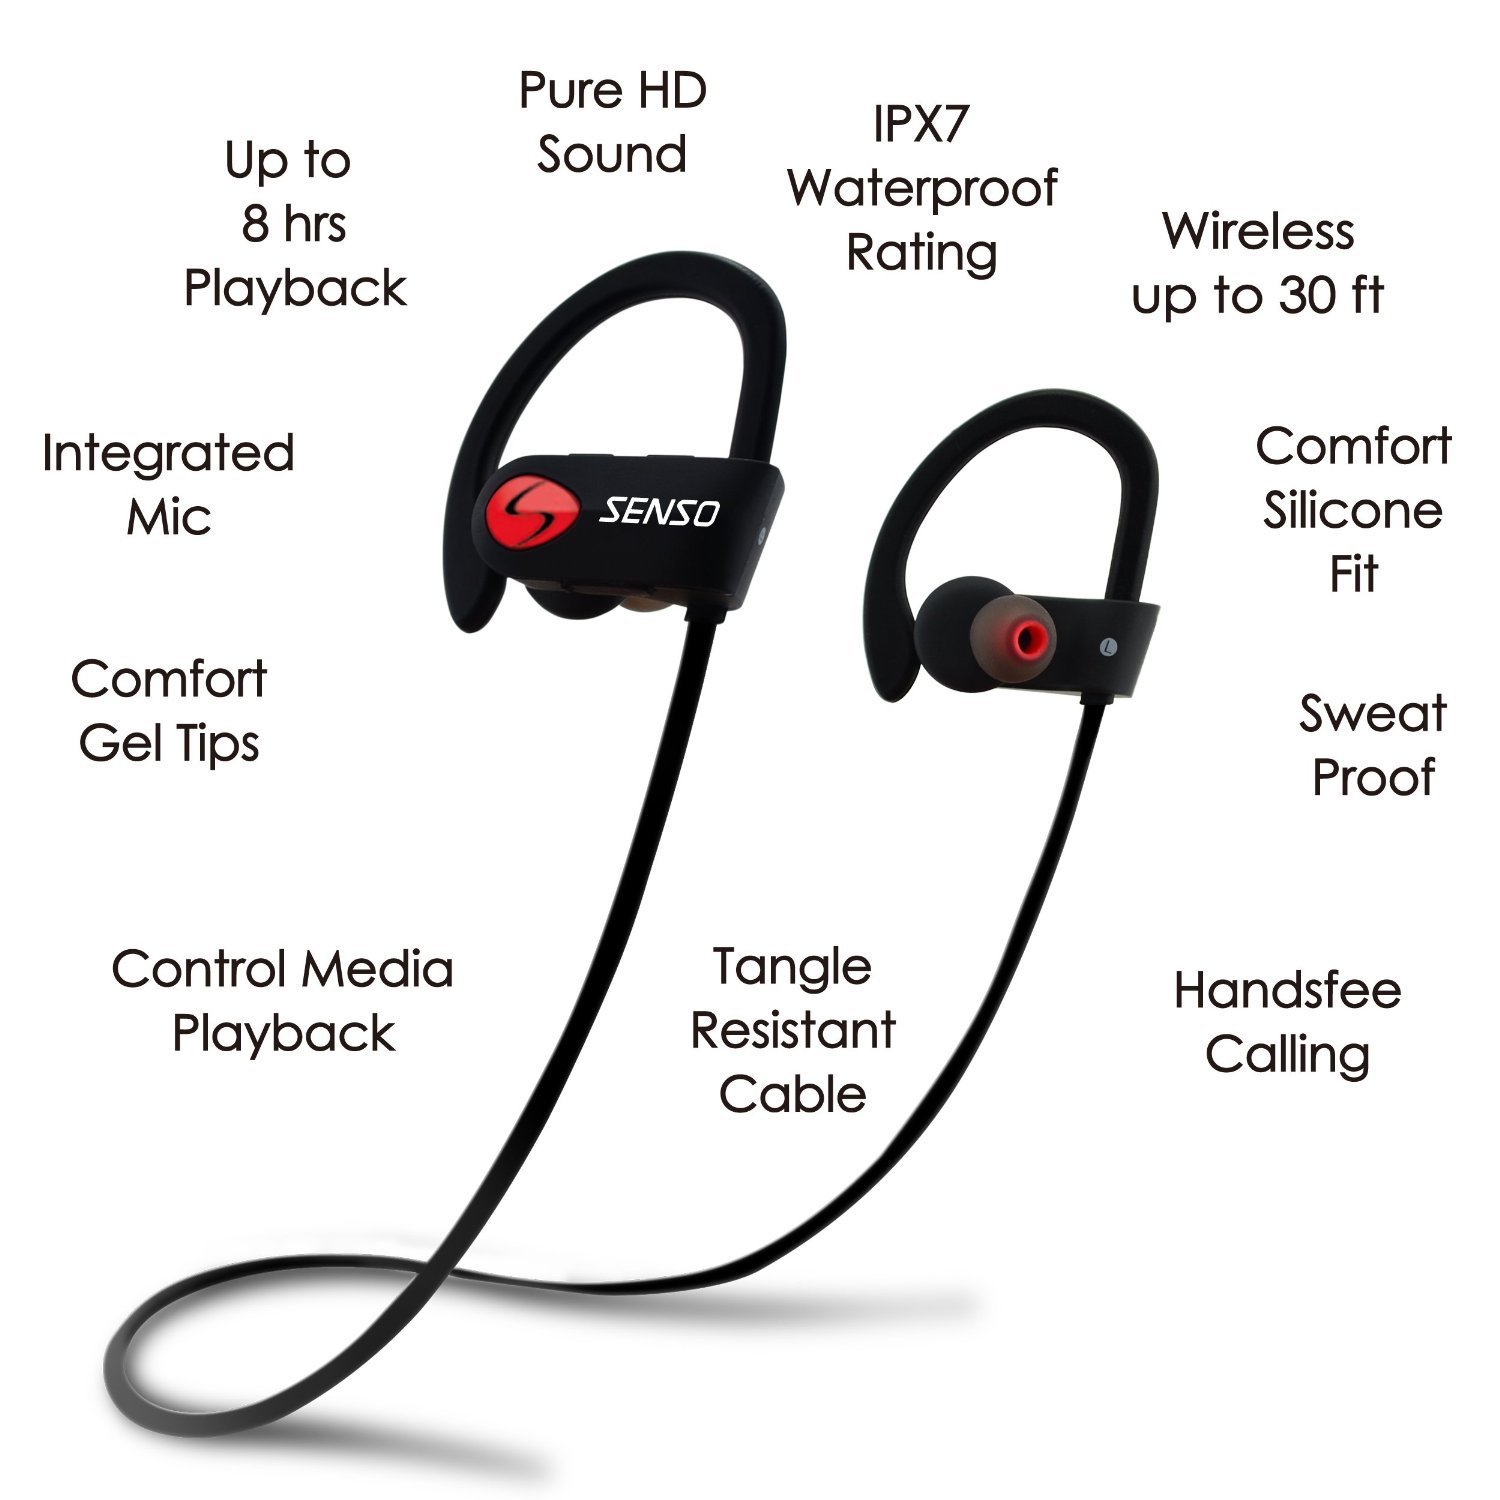 Pure HD
Sound
IPX7
Waterproof
Rating
Up to
8 hrs
Playback
Wireless
up to 30 ft
Integrated
Mic
Comfort
Silicone
Fit
SENSO
L
Comfort
Gel Tips
Sweat
Proof
Control Media
Playback
Tangle
Resistant
Cable
Handsfee
Calling